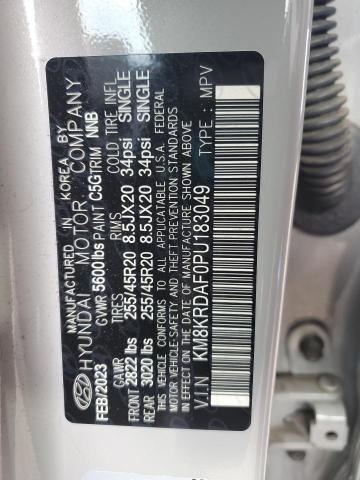 MANUFACTURED IN KOREA BY
HYUNDAI MOTOR COMPANY
FEB/2023 GVWR 5600lbs PAINT C5G TRIM NNB
GAWR TIRES RIMS COLD TIRE INFL
FRONT 2822 lbs 255/45R20 8.5JX20 34psi SINGLE
REAR 3020 lbs 255/45R20 8.5JX20 34psi SINGLE
THIS VEHICLE CONFORMS TO ALL APPLICABLE U.S.A. FEDERAL
MOTOR VEHICLE SAFETY AND THEFT PREVENTION STANDARDS
IN EFFECT ON THE DATE OF MANUFACTURE SHOWN ABOVE.
V.I.N : KM8KRDAF0PU183049 TYPE : MPV